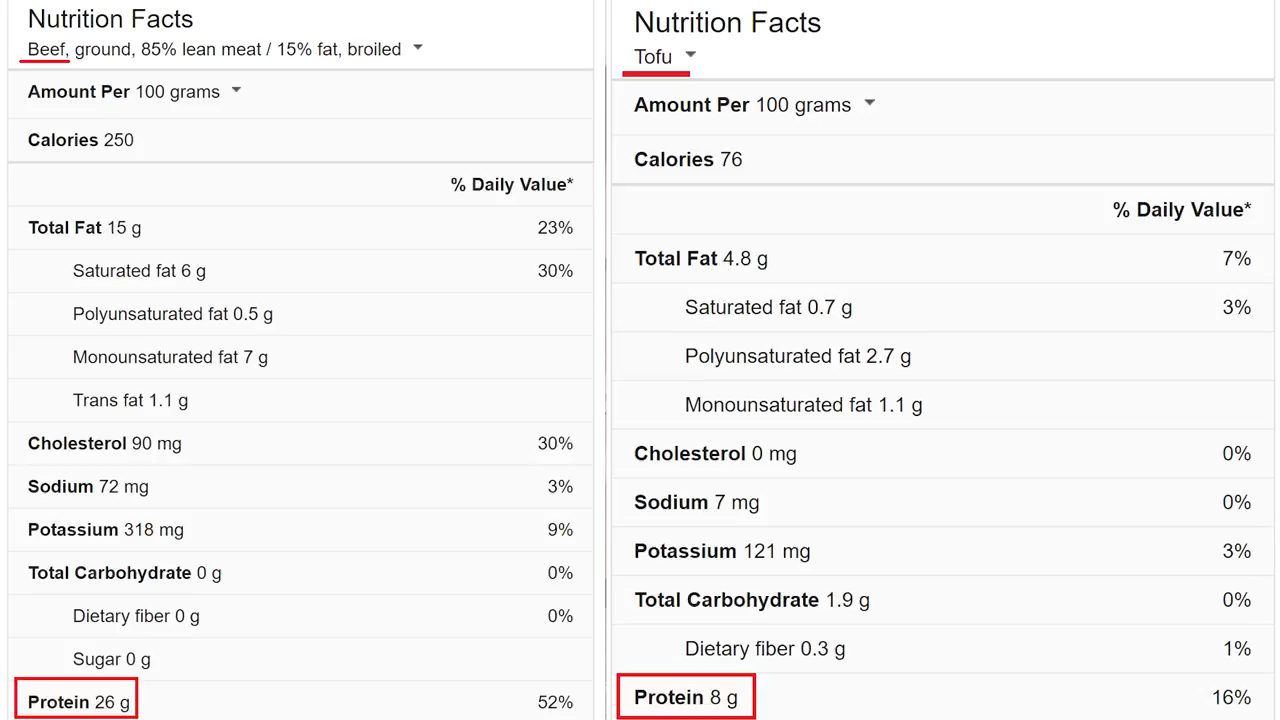 Nutrition Facts
Beef, ground, 85% lean meat / 15% fat, broiled
Amount Per 100 grams
Calories 250
% Daily Value*
Total Fat 15 g 23%
Saturated fat 6 g 30%
Polyunsaturated fat 0.5 g
Monounsaturated fat 7 g
Trans fat 1.1 g
Cholesterol 90 mg 30%
Sodium 72 mg 3%
Potassium 318 mg 9%
Total Carbohydrate 0 g 0%
Dietary fiber 0 g 0%
Sugar 0 g
Protein 26 g 52%
Nutrition Facts
Tofu
Amount Per 100 grams
Calories 76
% Daily Value*
Total Fat 4.8 g 7%
Saturated fat 0.7 g 3%
Polyunsaturated fat 2.7 g
Monounsaturated fat 1.1 g
Cholesterol 0 mg 0%
Sodium 7 mg 0%
Potassium 121 mg 3%
Total Carbohydrate 1.9 g 0%
Dietary fiber 0.3 g 1%
Protein 8 g 16%